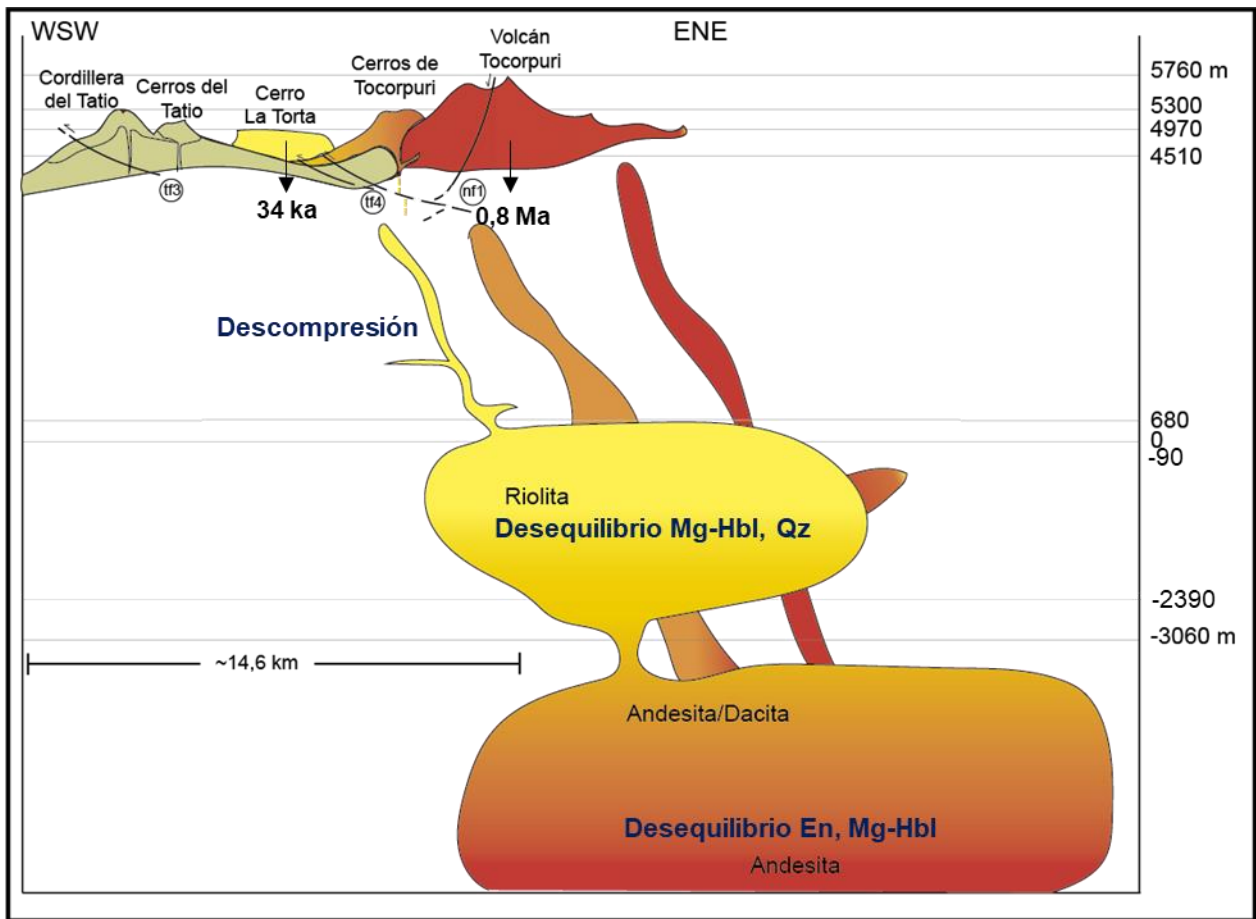 WSW
ENE
Cordillera
del Tatio
Cerros del
Tatio
Cerro
La Torta
Cerros de
Tocorpuri
Volcán
Tocorpuri
5760 m
5300
4970
4510
tf3
34 ka
tf4
nf1
0,8 Ma
Descompresión
680
0
-90
Riolita
Desequilibrio Mg-Hbl, Qz
-2390
-3060 m
~14,6 km
Andesita/Dacita
Desequilibrio En, Mg-Hbl
Andesita